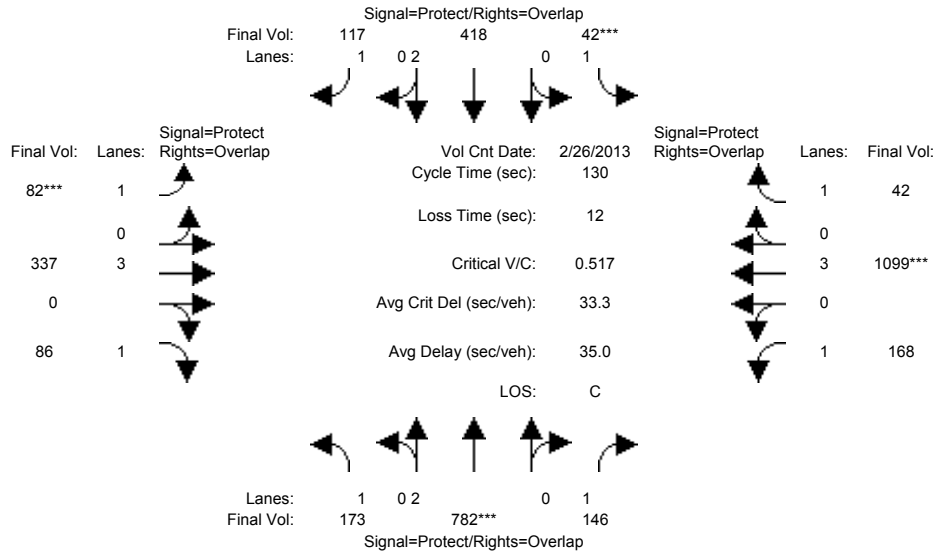 Signal=Protect/Rights=Overlap
Final Vol: 117 418 42***
Lanes: 1 0 2 0 1
Signal=Protect Signal=Protect
Final Vol: Lanes: Rights=Overlap Vol Cnt Date: 2/26/2013 Rights=Overlap Lanes: Final Vol:
Cycle Time (sec): 130
82*** 1 1 42
Loss Time (sec): 12
0 0
337 3 Critical V/C: 0.517 3 1099***
0 0 Avg Crit Del (sec/veh): 33.3 0
86 1 Avg Delay (sec/veh): 35.0 1 168
LOS: C
Lanes: 1 0 2 0 1
Final Vol: 173 782*** 146
Signal=Protect/Rights=Overlap